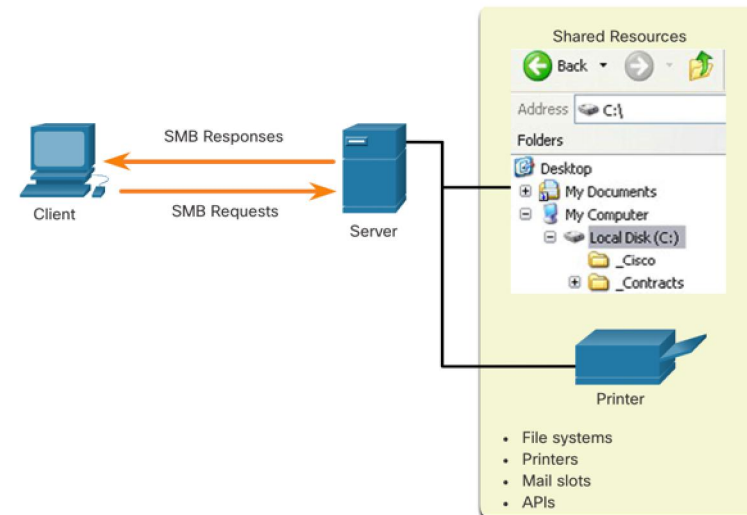 Shared Resources
Back
Address C:\
Folders
Desktop
My Documents
My Computer
Local Disk (C:)
_Cisco
_Contracts
SMB Responses
SMB Requests
Client
Server
Printer
• File systems
• Printers
• Mail slots
• APIs